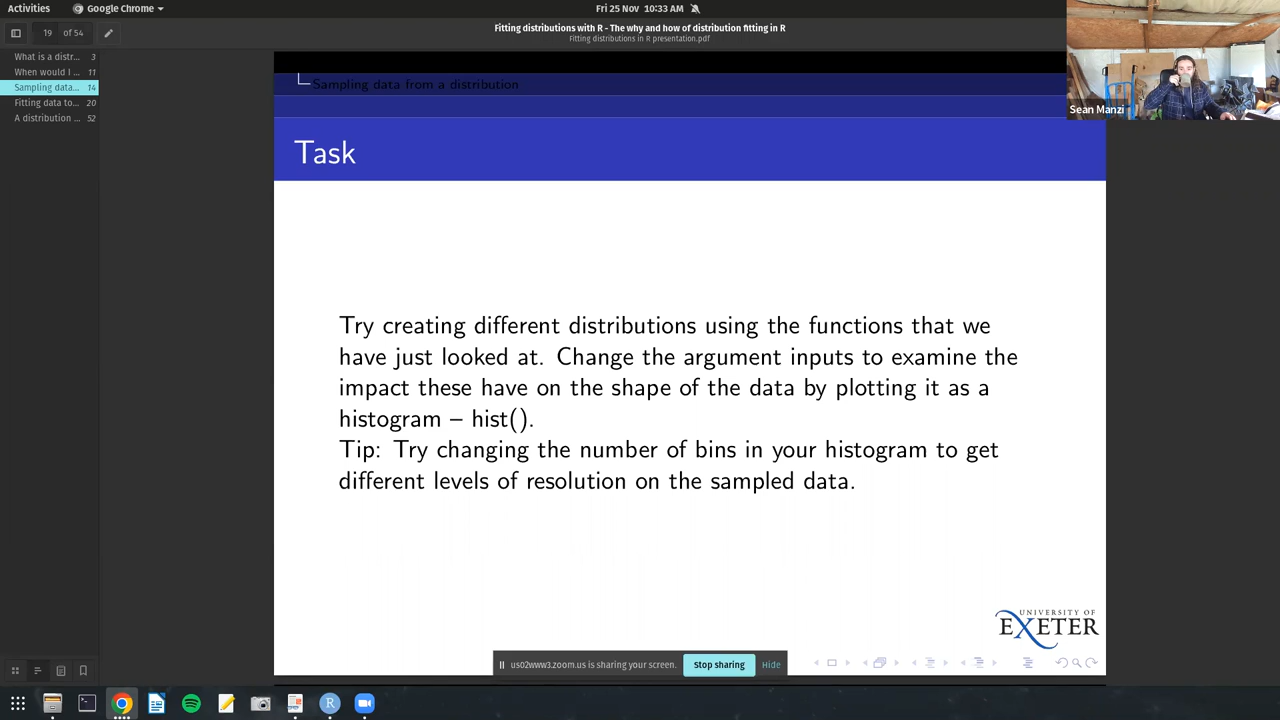 Activities
Google Chrome
Fri 25 Nov 10:33 AM
19 of 54
Fitting distributions with R - The why and how of distribution fitting in R
Fitting distributions in R presentation.pdf
What is a distr... 3
When would I ... 11
Sampling data... 14
Fitting data to... 20
A distribution ... 52
Sean Manzi
Sampling data from a distribution
Task
Try creating different distributions using the functions that we
have just looked at. Change the argument inputs to examine the
impact these have on the shape of the data by plotting it as a
histogram – hist().
Tip: Try changing the number of bins in your histogram to get
different levels of resolution on the sampled data.
UNIVERSITY OF
EXETER
us02www3.zoom.us is sharing your screen.
Stop sharing
Hide